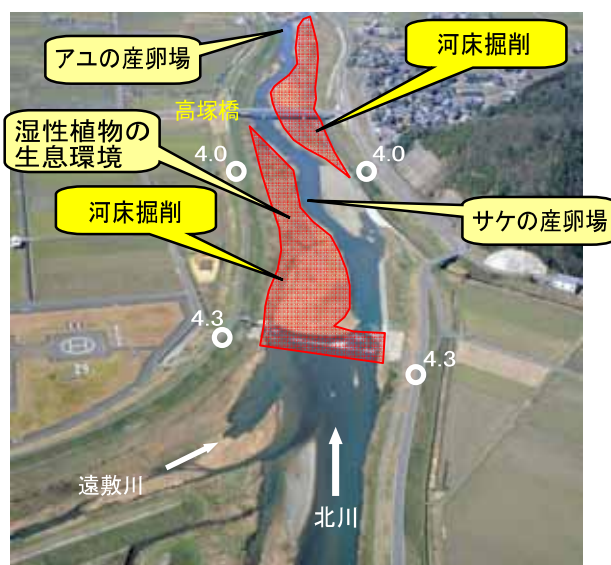 アユの産卵場
河床掘削
高塚橋
湿性植物の
生息環境
4.0
4.0
河床掘削
サケの産卵場
4.3
4.3
遠敷川
北川